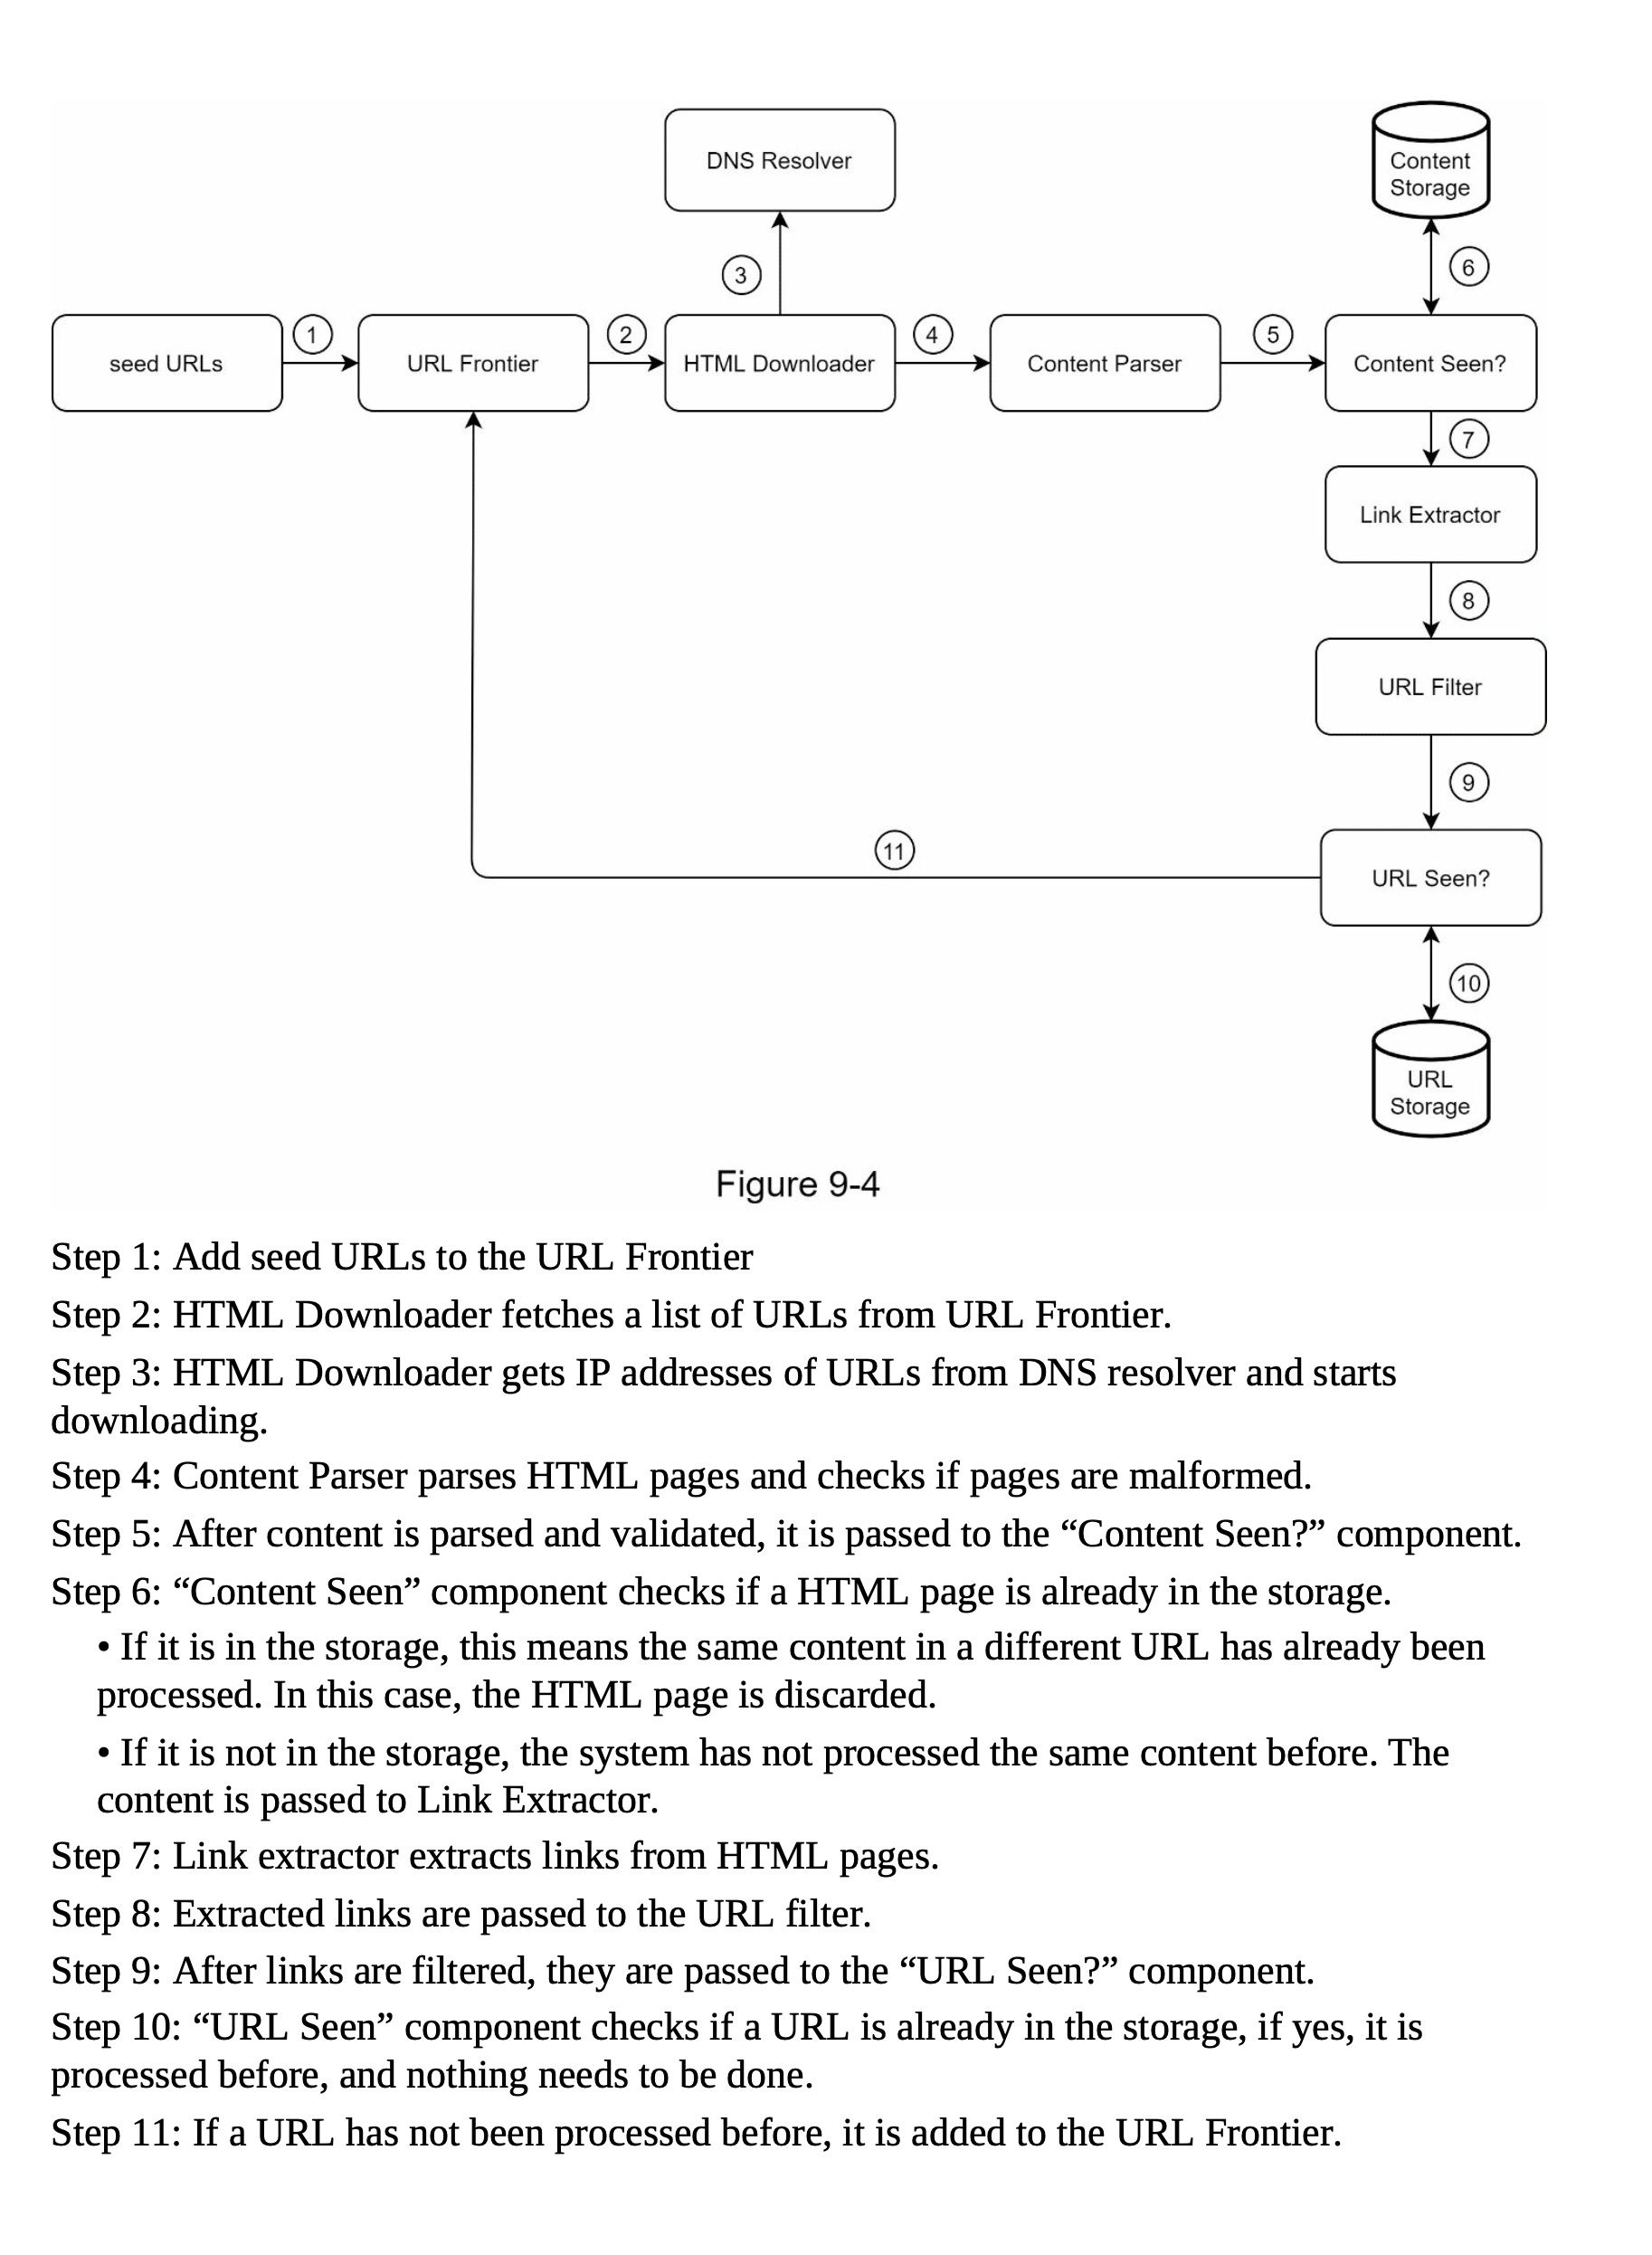 DNS Resolver
Content
Storage
3
6
seed URLs
1
URL Frontier
2
HTML Downloader
4
Content Parser
5
Content Seen?
7
Link Extractor
8
URL Filter
9
11
URL Seen?
10
URL
Storage
Figure 9-4
Step 1: Add seed URLs to the URL Frontier
Step 2: HTML Downloader fetches a list of URLs from URL Frontier.
Step 3: HTML Downloader gets IP addresses of URLs from DNS resolver and starts
downloading.
Step 4: Content Parser parses HTML pages and checks if pages are malformed.
Step 5: After content is parsed and validated, it is passed to the “Content Seen?” component.
Step 6: “Content Seen” component checks if a HTML page is already in the storage.
• If it is in the storage, this means the same content in a different URL has already been
processed. In this case, the HTML page is discarded.
• If it is not in the storage, the system has not processed the same content before. The
content is passed to Link Extractor.
Step 7: Link extractor extracts links from HTML pages.
Step 8: Extracted links are passed to the URL filter.
Step 9: After links are filtered, they are passed to the “URL Seen?” component.
Step 10: “URL Seen” component checks if a URL is already in the storage, if yes, it is
processed before, and nothing needs to be done.
Step 11: If a URL has not been processed before, it is added to the URL Frontier.